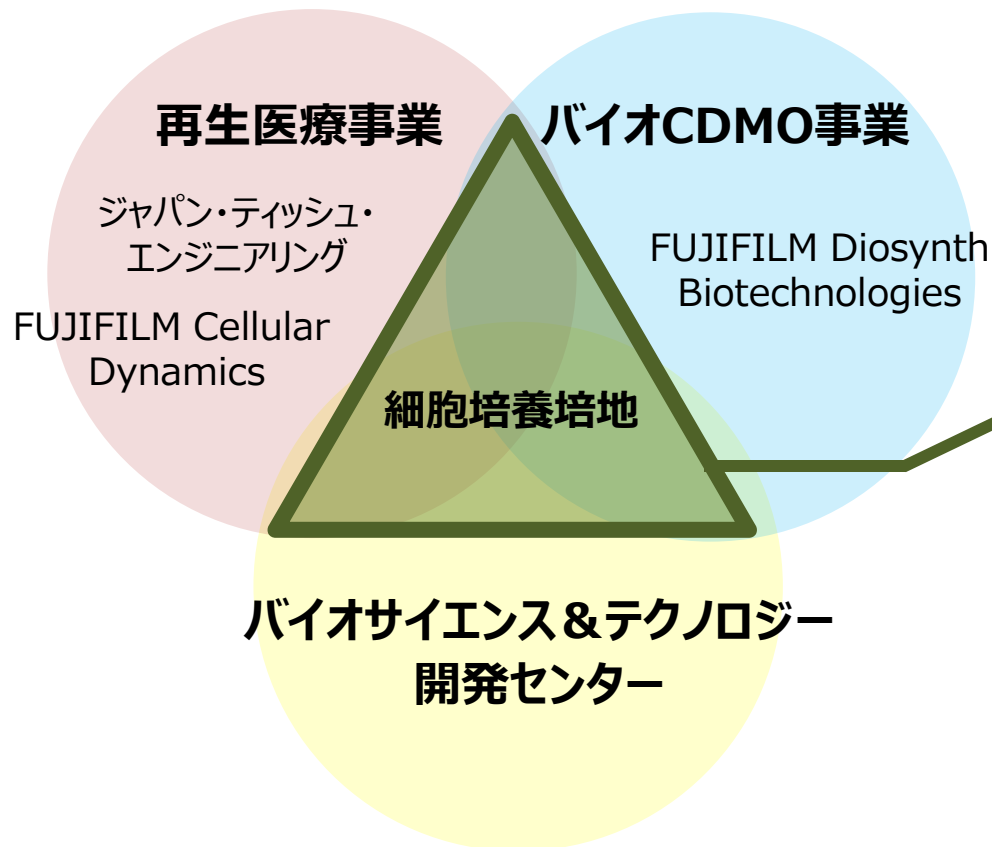 再生医療事業
ジャパン・ティッシュ・
エンジニアリング
FUJIFILM Cellular
Dynamics
バイオCDMO事業
FUJIFILM Diosynth
Biotechnologies
細胞培養培地
バイオサイエンス＆テクノロジー
開発センター